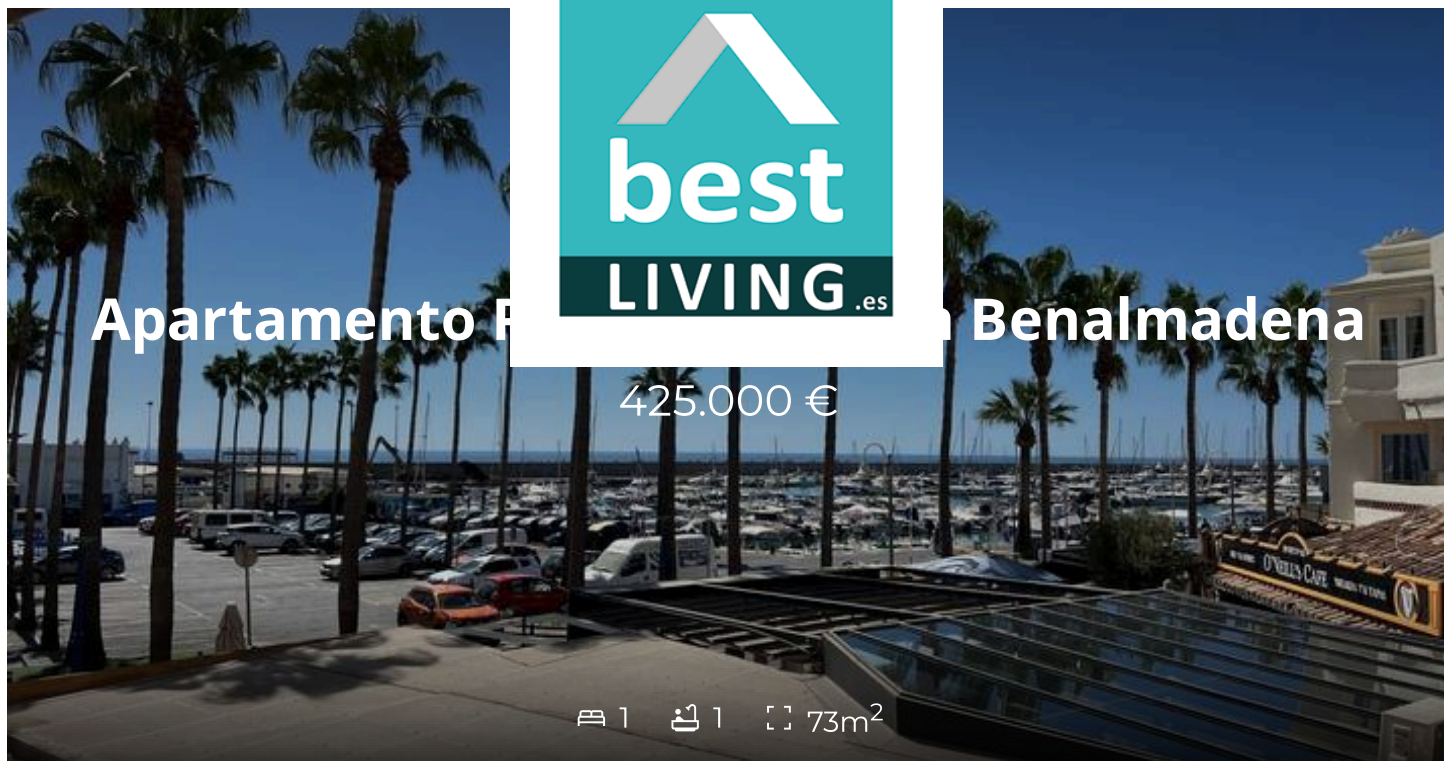 best
LIVING.es
Apartamento Benalmadena
425.000 €
O'NEILL'S CAFE
1 1 73m²